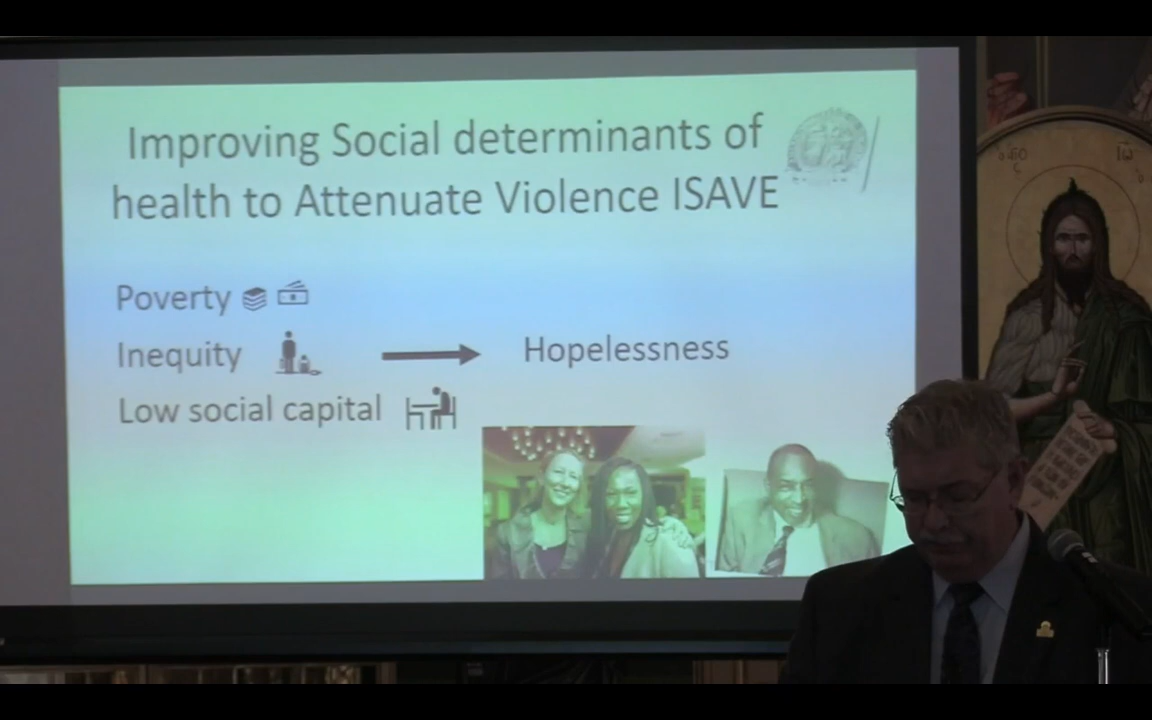 Improving Social determinants of
health to Attenuate Violence ISAVE
Poverty
Inequity
Hopelessness
Low social capital